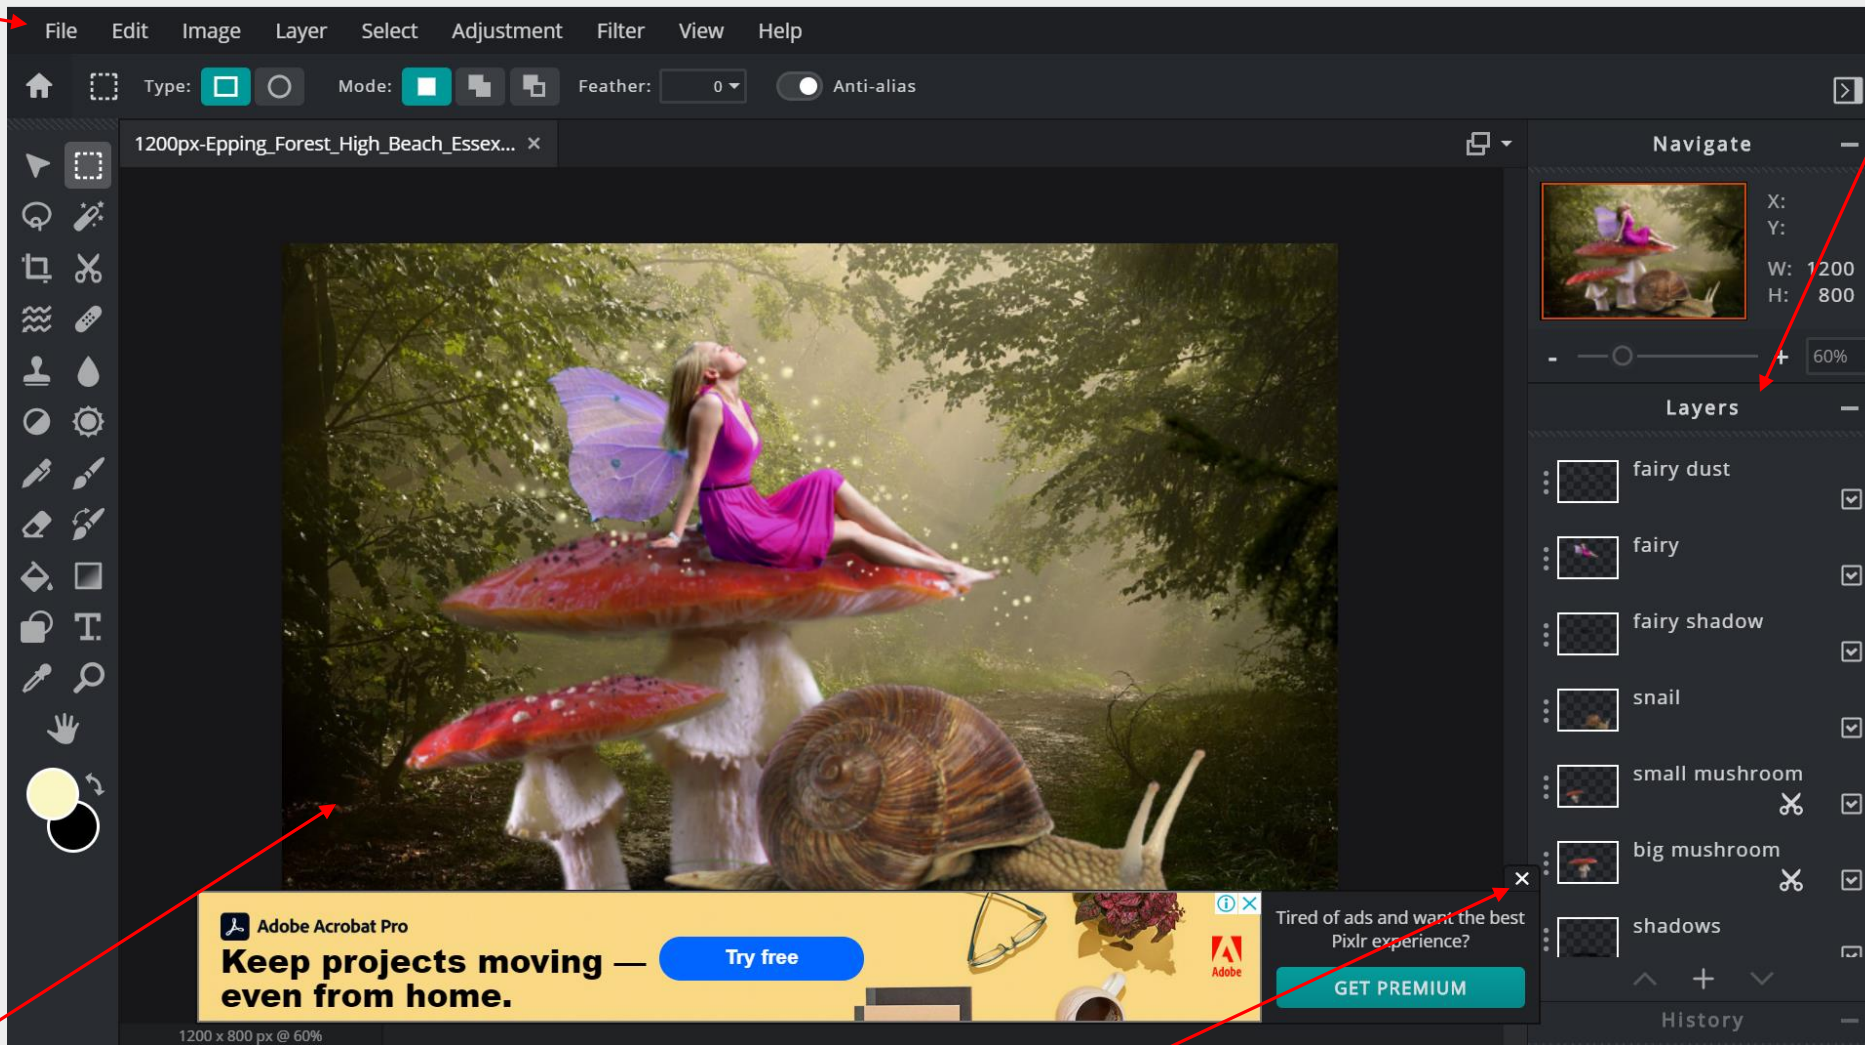 File Edit Image Layer Select Adjustment Filter View Help
Type: Mode: Feather: 0 Anti-alias
1200px-Epping_Forest_High_Beach_Essex... ×
Navigate
X:
Y:
W: 1200
H: 800
- + 60%
Layers
fairy dust
fairy
fairy shadow
snail
small mushroom
big mushroom
shadows
History
Adobe Acrobat Pro
Keep projects moving —
even from home.
Try free
Adobe
Tired of ads and want the best
Pixlr experience?
GET PREMIUM
1200 x 800 px @ 60%